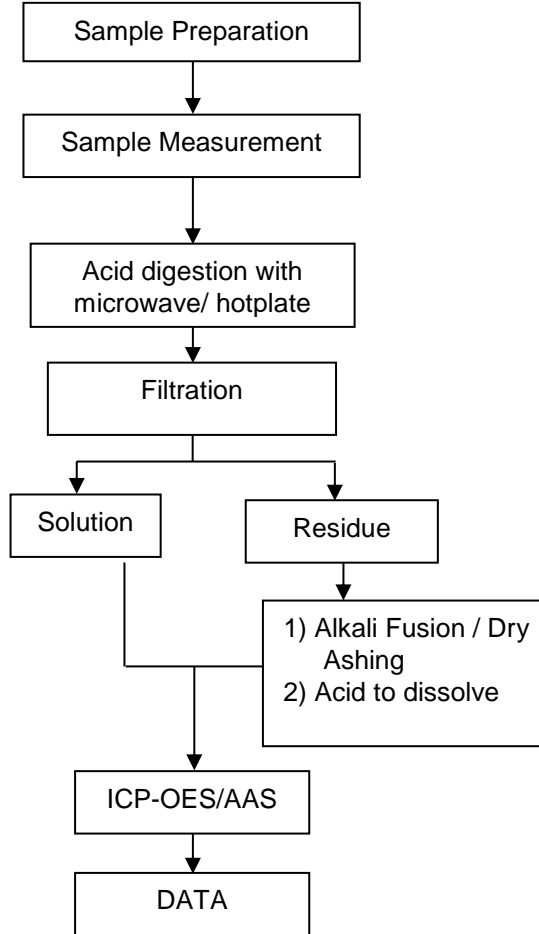 Sample Preparation
Sample Measurement
Acid digestion with
microwave/ hotplate
Filtration
Solution
Residue
1) Alkali Fusion / Dry
Ashing
2) Acid to dissolve
ICP-OES/AAS
DATA